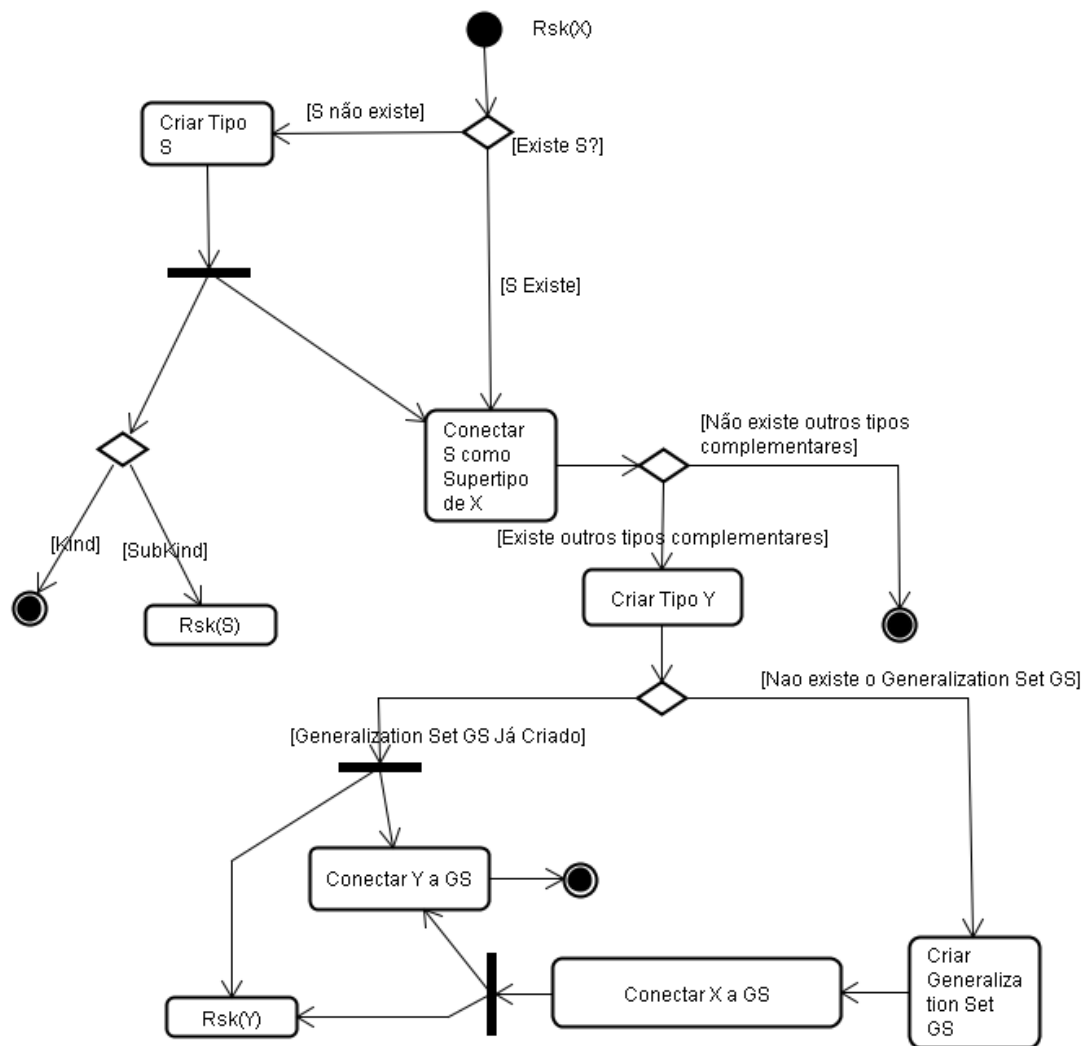 Rsk(X)
[S não existe]
Criar Tipo
S
[Existe S?]
[S Existe]
Conectar
S como
Supertipo
de X
[Não existe outros tipos
complementares]
[Existe outros tipos complementares]
[KInd]
[SubKind]
Rsk(S)
Criar Tipo Y
[Nao existe o Generalization Set GS]
[Generalization Set GS Já Criado]
Conectar Y a GS
Criar
Generaliza
tion Set
GS
Conectar X a GS
Rsk(Y)